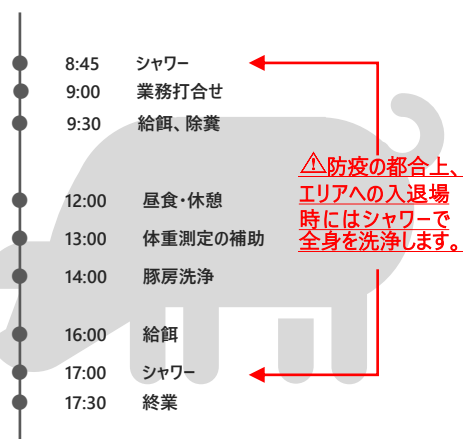 8:45 シャワー
9:00 業務打合せ
9:30 給餌、除糞
12:00 昼食・休憩
13:00 体重測定の補助
14:00 豚房洗浄
16:00 給餌
17:00 シャワー
17:30 終業
⚠防疫の都合上、
エリアへの入退場
時にはシャワーで
全身を洗浄します。